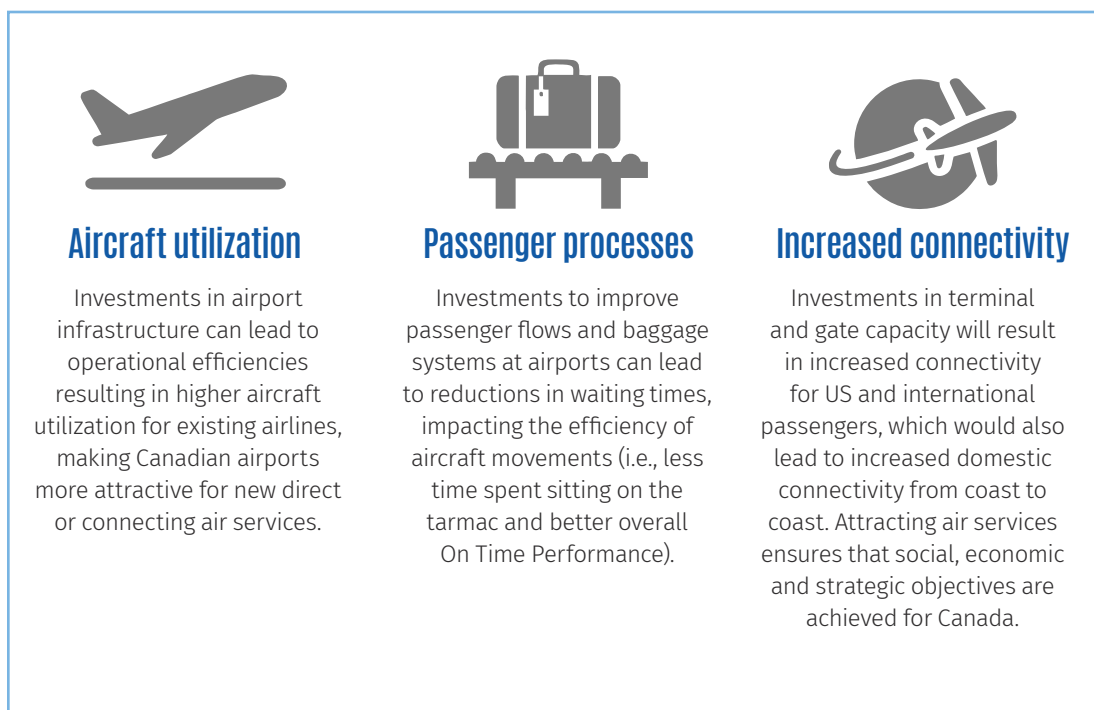 Aircraft utilization
Investments in airport
infrastructure can lead to
operational efficiencies
resulting in higher aircraft
utilization for existing airlines,
making Canadian airports
more attractive for new direct
or connecting air services.
Passenger processes
Investments to improve
passenger flows and baggage
systems at airports can lead
to reductions in waiting times,
impacting the efficiency of
aircraft movements (i.e., less
time spent sitting on the
tarmac and better overall
On Time Performance).
Increased connectivity
Investments in terminal
and gate capacity will result
in increased connectivity
for US and international
passengers, which would also
lead to increased domestic
connectivity from coast to
coast. Attracting air services
ensures that social, economic
and strategic objectives are
achieved for Canada.